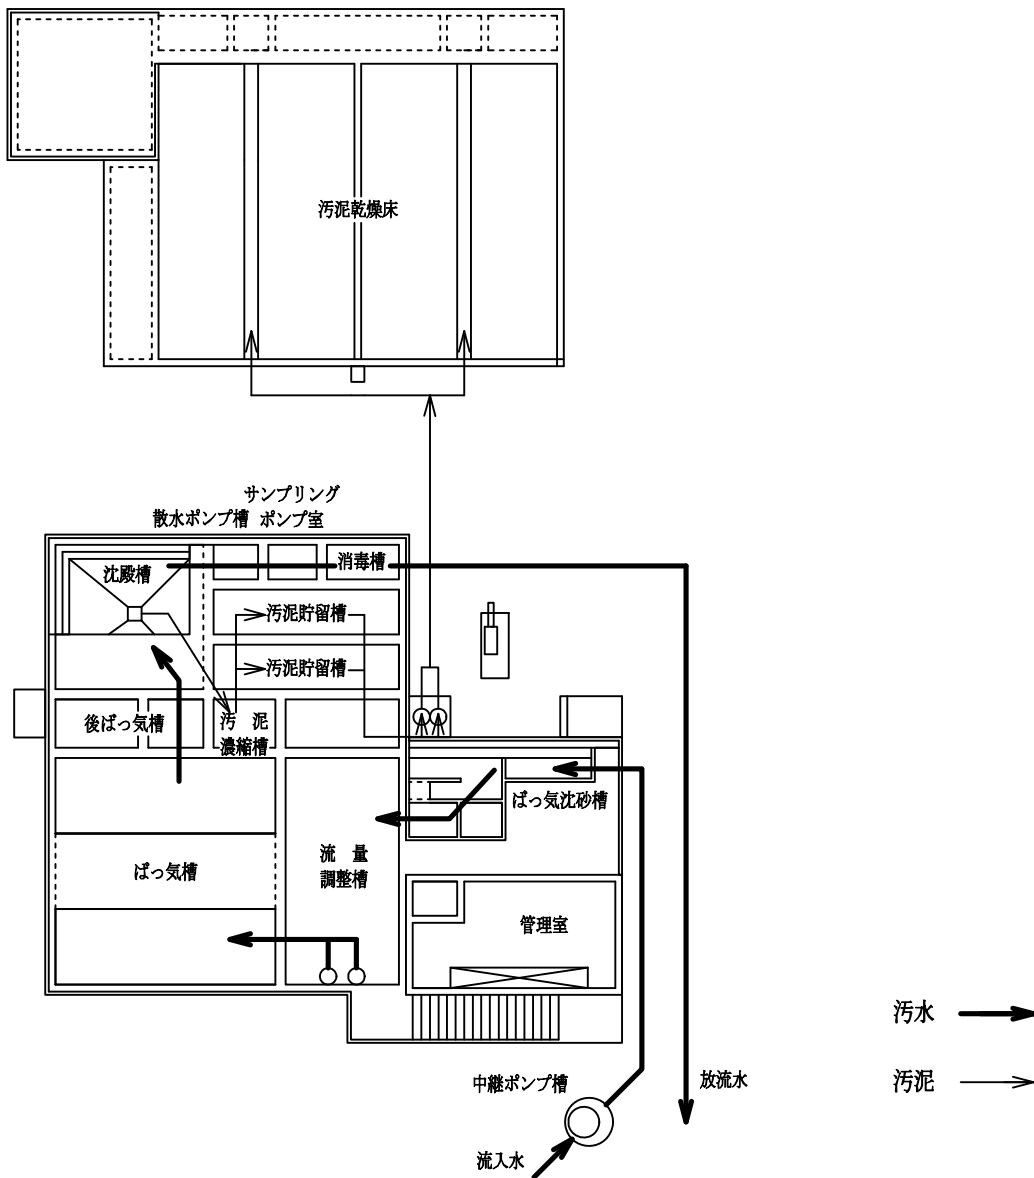 汚泥乾燥床
サンプリング
散水ポンプ槽 ポンプ室
沈殿槽
消毒槽
汚泥貯留槽
汚泥貯留槽
後ばっ気槽
汚　泥
濃縮槽
ばっ気沈砂槽
流　量
調整槽
ばっ気槽
管理室
汚水
中継ポンプ槽
放流水
汚泥
流入水